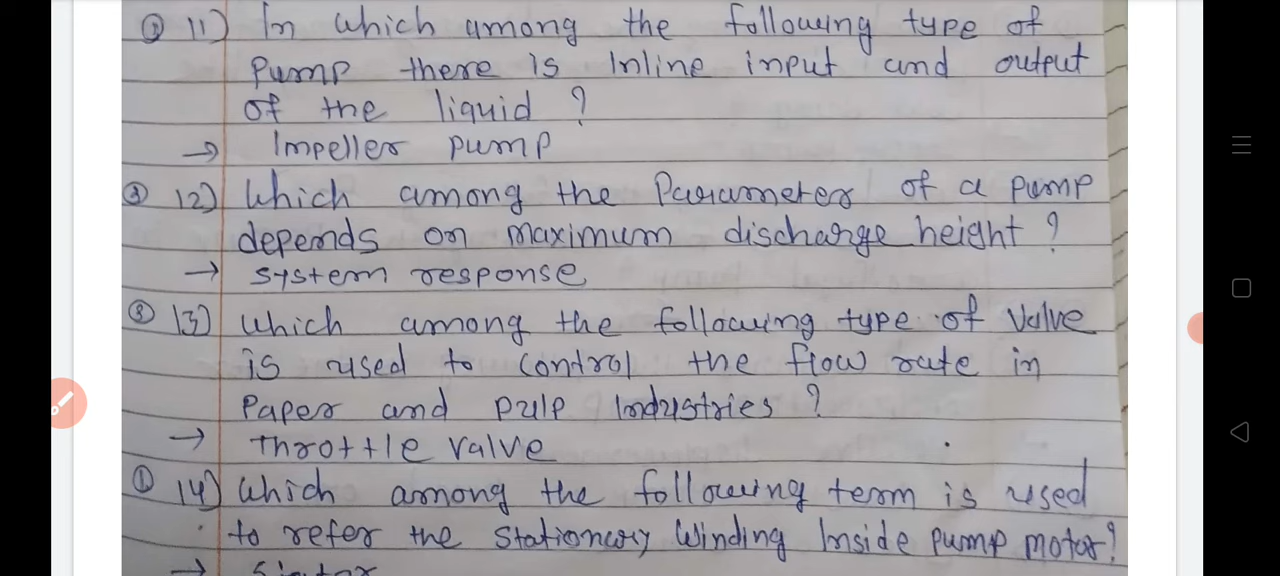 ② 11) In which among the following type of
Pump there is Inline input and output
of the liquid ?
→ Impeller pump
③ 12) Which among the Parameter of a pump
depends on maximum discharge height ?
→ system response
③ 13) which among the following type of Valve
is used to control the flow rate in
Paper and pulp Industries ?
→ Throttle valve
① 14) which among the following term is used
to refer the stationary Winding Inside pump motor?
→